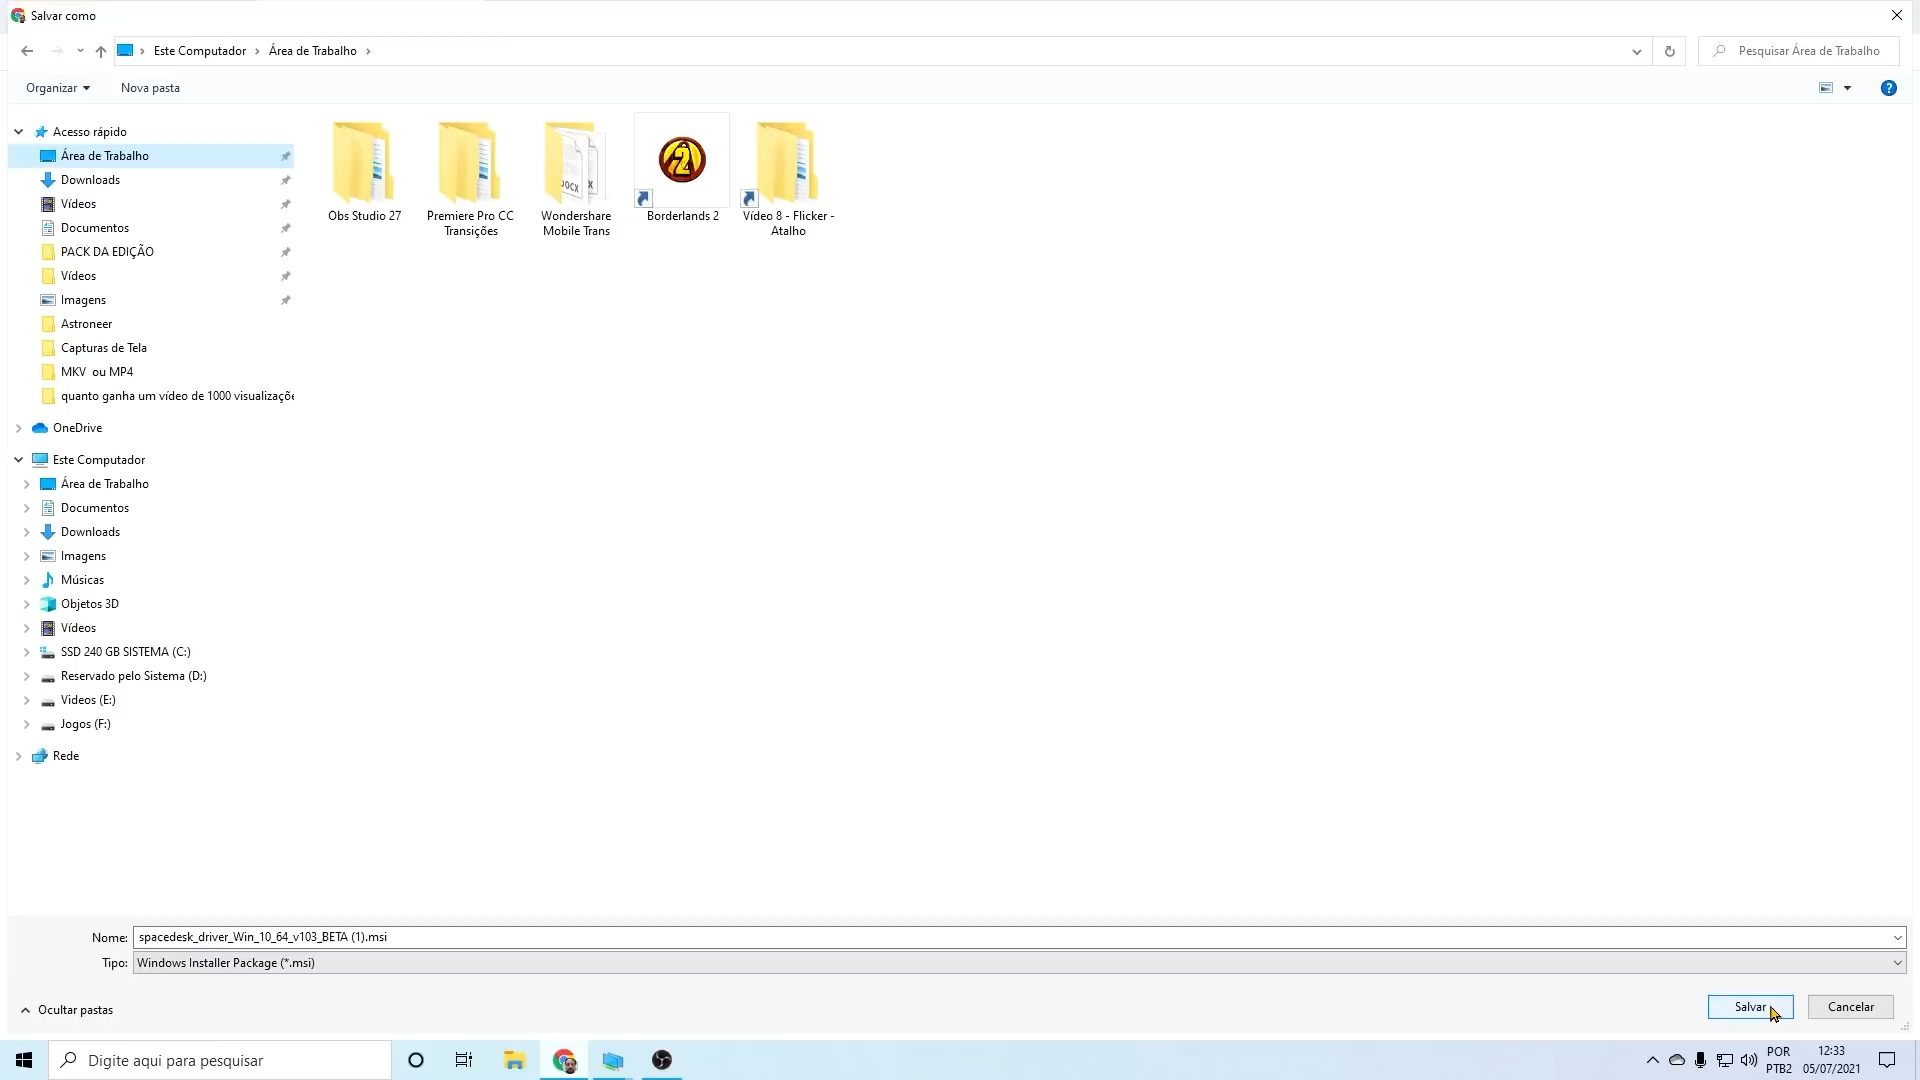 Salvar como
Este Computador
Área de Trabalho
Pesquisar Área de Trabalho
Organizar
Nova pasta
?
Acesso rápido
Área de Trabalho
Downloads
Vídeos
Documentos
PACK DA EDIÇÃO
Vídeos
Imagens
Astroneer
Capturas de Tela
MKV  ou MP4
quanto ganha um vídeo de 1000 visualizaçõe
OneDrive
Este Computador
Área de Trabalho
Documentos
Downloads
Imagens
Músicas
Objetos 3D
Vídeos
SSD 240 GB SISTEMA (C:)
Reservado pelo Sistema (D:)
Videos (E:)
Jogos (F:)
Rede
Obs Studio 27
Premiere Pro CC
Transições
DOCX
X
Wondershare
Mobile Trans
2
Borderlands 2
Vídeo 8 - Flicker -
Atalho
Nome:
spacedesk_driver_Win_10_64_v103_BETA (1).msi
Tipo:
Windows Installer Package (*.msi)
Ocultar pastas
Salvar
Cancelar
Digite aqui para pesquisar
POR
PTB2
12:33
05/07/2021